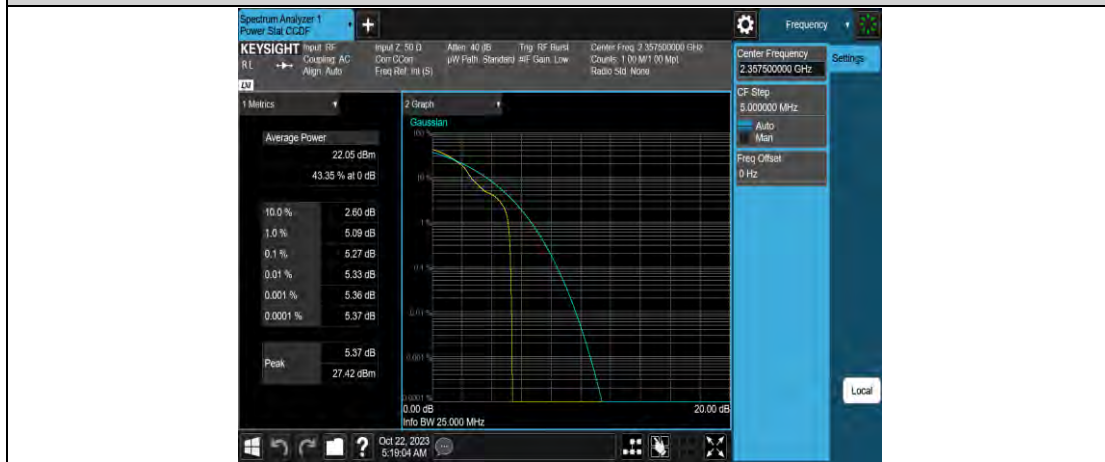 Spectrum Analyzer 1
Power Stat CCDF
+
Frequency
KEYSIGHT
RL
Input: RF
Coupling: AC
Align: Auto
Input Z: 50 Ω
Corr CCorr
Freq Ref: Int (S)
Atten: 40 dB
µW Path: Standard
Trig: RF Burst
#IF Gain: Low
Center Freq: 2.357500000 GHz
Counts: 1.00 M/1.00 Mpt
Radio Std: None
LM
Center Frequency
2.357500000 GHz
Settings
CF Step
5.000000 MHz
Auto
Man
Freq Offset
0 Hz
1 Metrics
Average Power
22.05 dBm
43.35 % at 0 dB
10.0 % 2.60 dB
1.0 % 5.09 dB
0.1 % 5.27 dB
0.01 % 5.33 dB
0.001 % 5.36 dB
0.0001 % 5.37 dB
Peak
5.37 dB
27.42 dBm
2 Graph
Gaussian
100 %
10 %
1 %
0.1 %
0.01 %
0.001 %
0.0001 %
0.00 dB
20.00 dB
Info BW 25.000 MHz
Local
?
Oct 22, 2023
5:19:04 AM